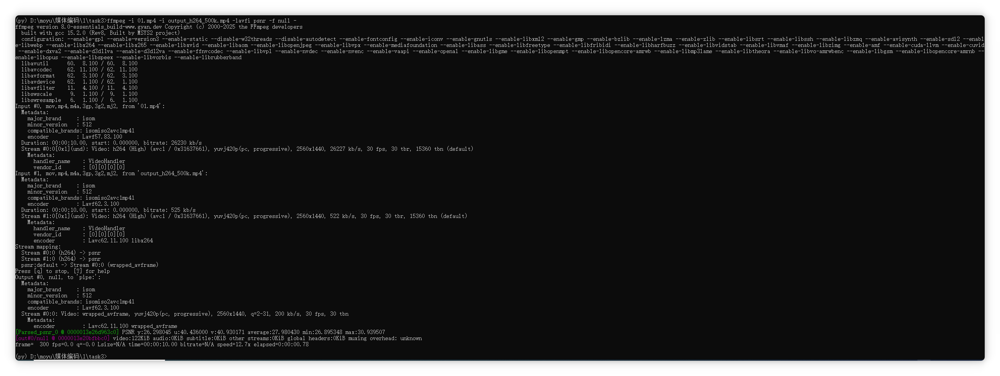 (py) D:\moyu\媒体编码\1\task3>ffmpeg -i 01.mp4 -i output_h264_500k.mp4 -lavfi psnr -f null -
ffmpeg version 8.0-essentials_build-www.gyan.dev Copyright (c) 2000-2025 the FFmpeg developers
  built with gcc 15.2.0 (Rev8, Built by MSYS2 project)
  configuration: --enable-gpl --enable-version3 --enable-static --disable-w32threads --disable-autodetect --enable-fontconfig --enable-iconv --enable-gnutls --enable-libxml2 --enable-gmp --enable-bzlib --enable-lzma --enable-zlib --enable-libsrt --enable-libssh --enable-libzmq --enable-avisynth --enable-sdl2 --enabl
e-libwebp --enable-libx264 --enable-libx265 --enable-libxvid --enable-libaom --enable-libopenjpeg --enable-libvpx --enable-mediafoundation --enable-libass --enable-libfreetype --enable-libfribidi --enable-libharfbuzz --enable-libvidstab --enable-libvmaf --enable-libzimg --enable-amf --enable-cuda-llvm --enable-cuvid
 --enable-dxva2 --enable-d3d11va --enable-d3d12va --enable-ffnvcodec --enable-libvpl --enable-nvdec --enable-nvenc --enable-vaapi --enable-openal --enable-libgme --enable-libopenmpt --enable-libopencore-amrwb --enable-libmp3lame --enable-libtheora --enable-libvo-amrwbenc --enable-libgsm --enable-libopencore-amrnb --
enable-libopus --enable-libspeex --enable-libvorbis --enable-librubberband
  libavutil      60.  8.100 / 60.  8.100
  libavcodec     62. 11.100 / 62. 11.100
  libavformat    62.  3.100 / 62.  3.100
  libavdevice    62.  1.100 / 62.  1.100
  libavfilter    11.  4.100 / 11.  4.100
  libswscale      9.  1.100 /  9.  1.100
  libswresample   6.  1.100 /  6.  1.100
Input #0, mov,mp4,m4a,3gp,3g2,mj2, from '01.mp4':
  Metadata:
    major_brand     : isom
    minor_version   : 512
    compatible_brands: isomiso2avc1mp41
    encoder         : Lavf57.83.100
  Duration: 00:00:10.00, start: 0.000000, bitrate: 26230 kb/s
  Stream #0:0[0x1](und): Video: h264 (High) (avc1 / 0x31637661), yuvj420p(pc, progressive), 2560x1440, 26227 kb/s, 30 fps, 30 tbr, 15360 tbn (default)
    Metadata:
      handler_name    : VideoHandler
      vendor_id       : [0][0][0][0]
Input #1, mov,mp4,m4a,3gp,3g2,mj2, from 'output_h264_500k.mp4':
  Metadata:
    major_brand     : isom
    minor_version   : 512
    compatible_brands: isomiso2avc1mp41
    encoder         : Lavf62.3.100
  Duration: 00:00:10.00, start: 0.000000, bitrate: 525 kb/s
  Stream #1:0[0x1](und): Video: h264 (High) (avc1 / 0x31637661), yuvj420p(pc, progressive), 2560x1440, 522 kb/s, 30 fps, 30 tbr, 15360 tbn (default)
    Metadata:
      handler_name    : VideoHandler
      vendor_id       : [0][0][0][0]
      encoder         : Lavc62.11.100 libx264
Stream mapping:
  Stream #0:0 (h264) -> psnr
  Stream #1:0 (h264) -> psnr
  psnr:default -> Stream #0:0 (wrapped_avframe)
Press [q] to stop, [?] for help
Output #0, null, to 'pipe:':
  Metadata:
    major_brand     : isom
    minor_version   : 512
    compatible_brands: isomiso2avc1mp41
    encoder         : Lavf62.3.100
  Stream #0:0: Video: wrapped_avframe, yuvj420p(pc, progressive), 2560x1440, q=2-31, 200 kb/s, 30 fps, 30 tbn
    Metadata:
      encoder         : Lavc62.11.100 wrapped_avframe
[Parsed_psnr_0 @ 0000013e26d963c0] PSNR y:26.298045 u:40.436000 v:40.930171 average:27.980430 min:26.895348 max:30.939507
[out#0/null @ 0000013e20bfbbc0] video:122KiB audio:0KiB subtitle:0KiB other streams:0KiB global headers:0KiB muxing overhead: unknown
frame=  300 fps=0.0 q=-0.0 Lsize=N/A time=00:00:10.00 bitrate=N/A speed=12.7x elapsed=0:00:00.78
(py) D:\moyu\媒体编码\1\task3>